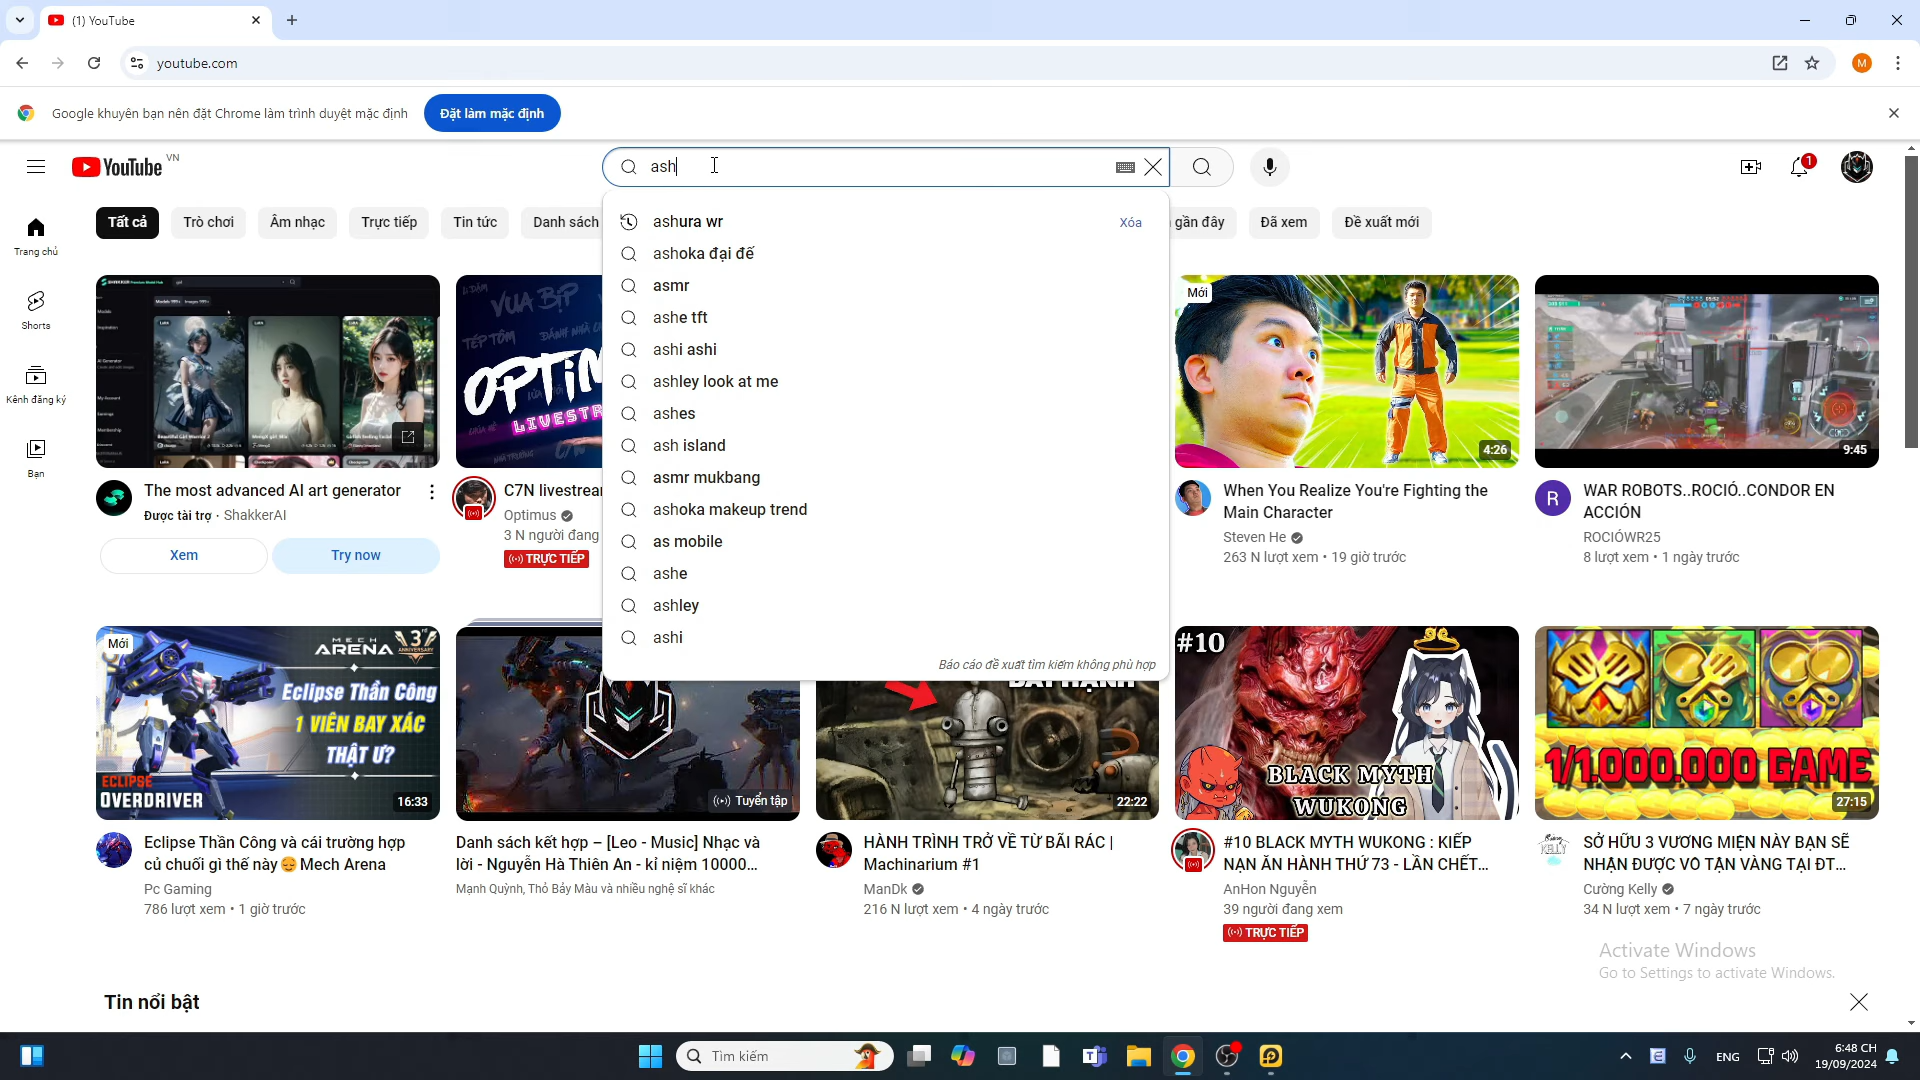 (1) YouTube
youtube.com
M
Google khuyên bạn nên đặt Chrome làm trình duyệt mặc định
Đặt làm mặc định
YouTube VN
ash
1
Tất cả
Trò chơi
Âm nhạc
Trực tiếp
Tin tức
Danh sách
gần đây
Đã xem
Đề xuất mới
Trang chủ
Shorts
Kênh đăng ký
Bạn
ashura wr
Xóa
ashoka đại đế
asmr
ashe tft
ashi ashi
ashley look at me
ashes
ash island
asmr mukbang
ashoka makeup trend
as mobile
ashe
ashley
ashi
Báo cáo đề xuất tìm kiếm không phù hợp
VUA BỊP
OPTIM
LIVESTR
Mới
4:26
9:45
The most advanced AI art generator
Được tài trợ · ShakkerAI
Xem
Try now
C7N livestream
Optimus
3 N người đang
TRỰC TIẾP
When You Realize You're Fighting the
Main Character
Steven He
263 N lượt xem • 19 giờ trước
R
WAR ROBOTS..ROCIÓ..CONDOR EN
ACCIÓN
ROCIÓWR25
8 lượt xem • 1 ngày trước
Mới
MECH
ARENA
3RD
ANNIVERSARY
Eclipse Thần Công
1 VIÊN BAY XÁC
THẬT Ư?
ECLIPSE
OVERDRIVER
16:33
Tuyển tập
22:22
#10
BLACK MYTH
WUKONG
1/1.000.000 GAME
27:15
Eclipse Thần Công và cái trường hợp
củ chuối gì thế này😌 Mech Arena
Pc Gaming
786 lượt xem • 1 giờ trước
Danh sách kết hợp – [Leo - Music] Nhạc và
lời - Nguyễn Hà Thiên An - kỉ niệm 10000...
Mạnh Quỳnh, Thỏ Bảy Màu và nhiều nghệ sĩ khác
HÀNH TRÌNH TRỞ VỀ TỪ BÃI RÁC |
Machinarium #1
ManDk
216 N lượt xem • 4 ngày trước
#10 BLACK MYTH WUKONG : KIẾP
NẠN ĂN HÀNH THỨ 73 - LẦN CHẾT...
AnHon Nguyễn
39 người đang xem
TRỰC TIẾP
SỞ HỮU 3 VƯƠNG MIỆN NÀY BẠN SẼ
NHẬN ĐƯỢC VÔ TẬN VÀNG TẠI ĐT...
Cường Kelly
34 N lượt xem • 7 ngày trước
Activate Windows
Go to Settings to activate Windows.
Tin nổi bật
Tìm kiếm
ENG
6:48 CH
19/09/2024